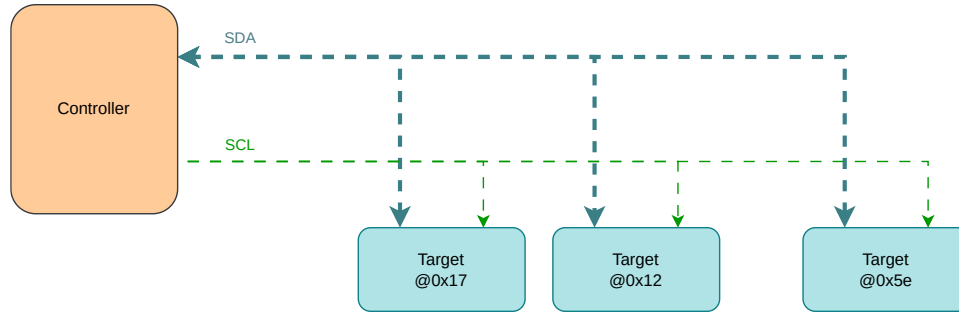 SDA
Controller
SCL
Target
@0x17
Target
@0x12
Target
@0x5e